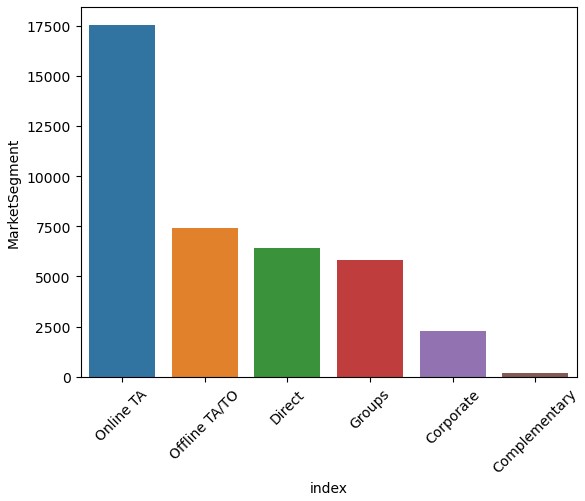 17500
15000
12500
10000
7500
5000
2500
0
MarketSegment
Online TA
Offline TA/TO
Direct
Groups
Corporate
Complementary
index